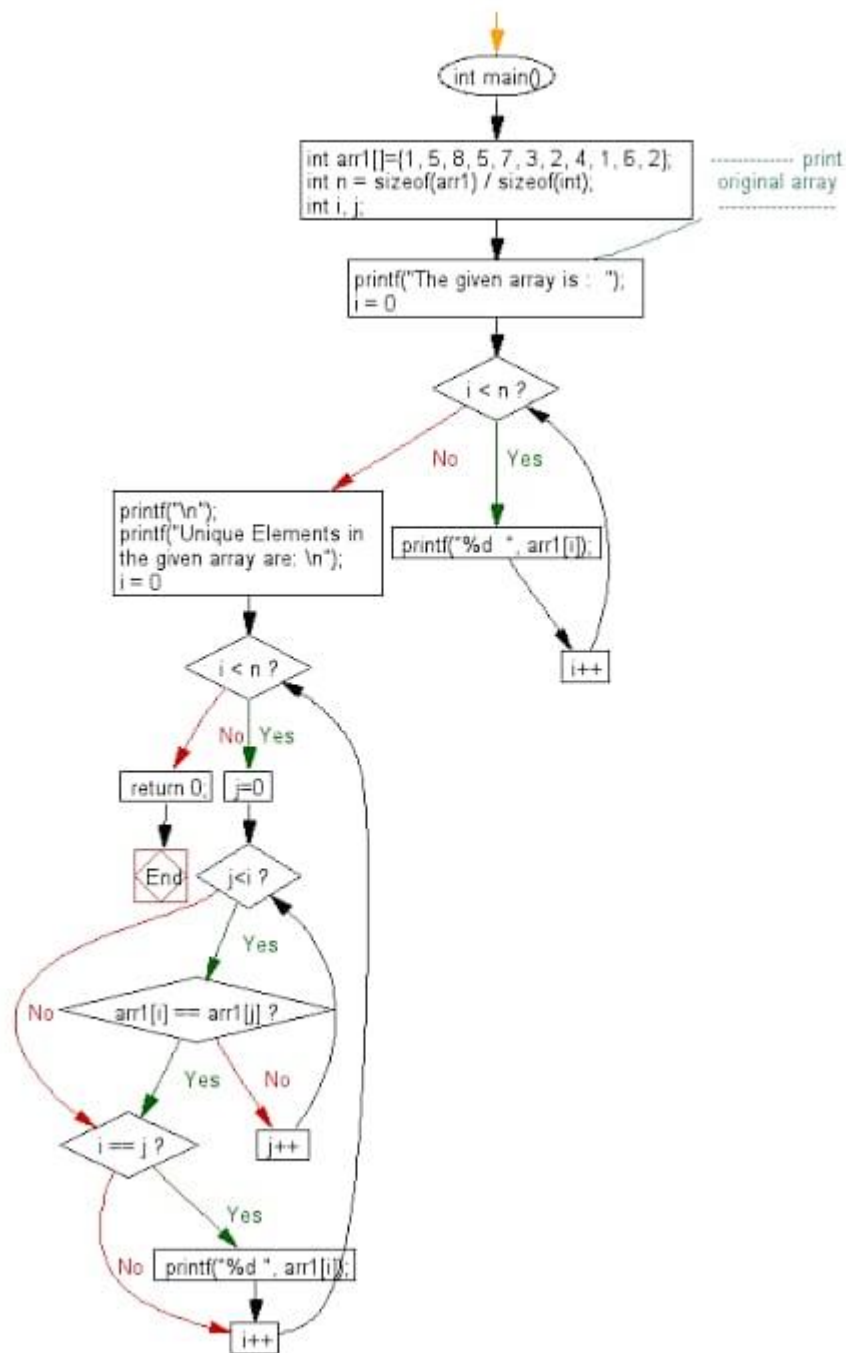 int main()
int arr1[]={1, 5, 8, 5, 7, 3, 2, 4, 1, 6, 2};
int n = sizeof(arr1) / sizeof(int);
int i, j;
------------- print
original array
------------------
printf("The given array is :  ");
i = 0
i < n ?
No
Yes
printf("%d  ", arr1[i]);
i++
printf("\n");
printf("Unique Elements in
the given array are: \n");
i = 0
i < n ?
No
Yes
return 0;
j=0
End
j<i ?
Yes
No
arr1[i] == arr1[j] ?
Yes
No
i == j ?
j++
Yes
No
printf("%d ", arr1[i]);
i++